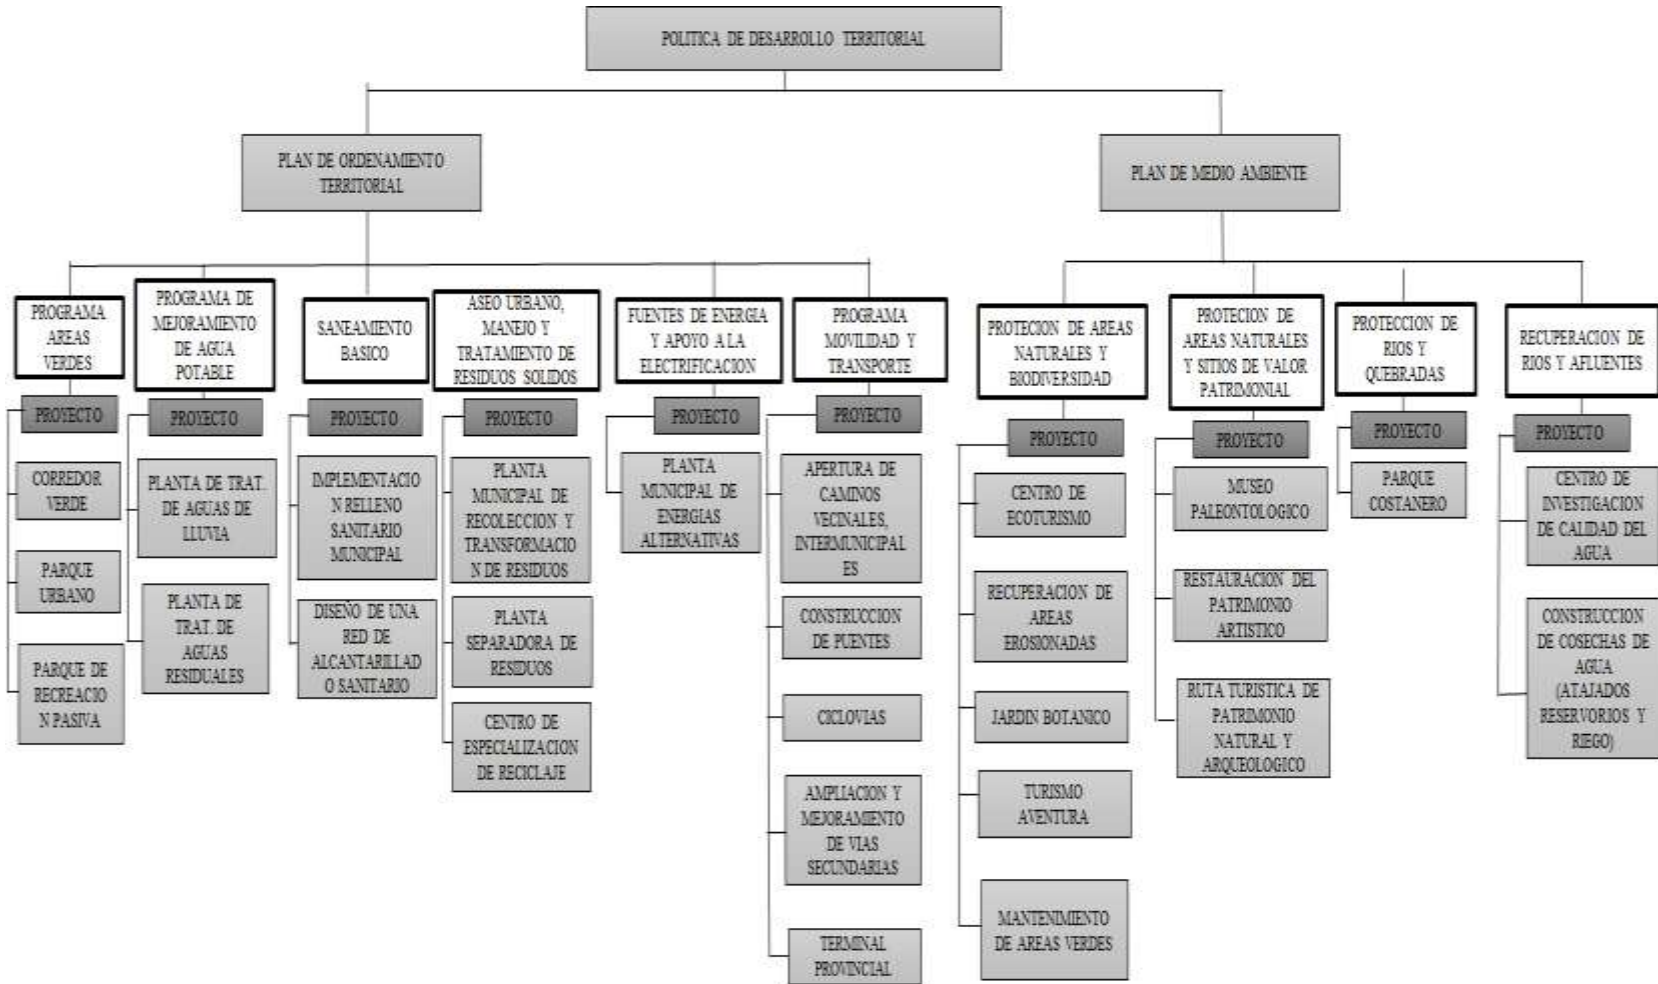 POLITICA DE DESARROLLO TERRITORIAL
PLAN DE ORDENAMIENTO
TERRITORIAL
PLAN DE MEDIO AMBIENTE
PROGRAMA
AREAS
VERDES
PROYECTO
CORREDOR
VERDE
PARQUE
URBANO
PARQUE DE
RECREACIO
N PASIVA
PROGRAMA DE
MEJORAMIENTO
DE AGUA
POTABLE
PROYECTO
PLANTA DE TRAT.
DE AGUAS DE
LLUVIA
PLANTA DE
TRAT. DE
AGUAS
RESIDUALES
SANEAMIENTO
BASICO
PROYECTO
IMPLEMENTACIO
N RELLENO
SANITARIO
MUNICIPAL
DISEÑO DE UNA
RED DE
ALCANTARILLAD
O SANITARIO
ASEO URBANO,
MANEJO Y
TRATAMIENTO DE
RESIDUOS SOLIDOS
PROYECTO
PLANTA
MUNICIPAL DE
RECOLECCION Y
TRANSFORMACIO
N DE RESIDUOS
PLANTA
SEPARADORA DE
RESIDUOS
CENTRO DE
ESPECIALIZACION
DE RECICLAJE
FUENTES DE ENERGIA
Y APOYO A LA
ELECTRIFICACION
PROYECTO
PLANTA
MUNICIPAL DE
ENERGIAS
ALTERNATIVAS
PROGRAMA
MOVILIDAD Y
TRANSPORTE
PROYECTO
APERTURA DE
CAMINOS
VECINALES,
INTERMUNICIPAL
ES
CONSTRUCCION
DE PUENTES
CICLOVIAS
AMPLIACION Y
MEJORAMIENTO
DE VIAS
SECUNDARIAS
TERMINAL
PROVINCIAL
PROTECION DE AREAS
NATURALES Y
BIODIVERSIDAD
PROYECTO
CENTRO DE
ECOTURISMO
RECUPERACION DE
AREAS
EROSIONADAS
JARDIN BOTANICO
TURISMO
AVENTURA
MANTENIMIENTO
DE AREAS VERDES
PROTECION DE
AREAS NATURALES
Y SITIOS DE VALOR
PATRIMONIAL
PROYECTO
MUSEO
PALEONTOLOGICO
RESTAURACION DEL
PATRIMONIO
ARTISTICO
RUTA TURISTICA DE
PATRIMONIO
NATURAL Y
ARQUEOLOGICO
PROTECCION DE
RIOS Y
QUEBRADAS
PROYECTO
PARQUE
COSTANERO
RECUPERACION DE
RIOS Y AFLUENTES
PROYECTO
CENTRO DE
INVESTIGACION
DE CALIDAD DEL
AGUA
CONSTRUCCION
DE COSECHAS DE
AGUA
(ATAJADOS
RESERVORIOS Y
RIEGO)